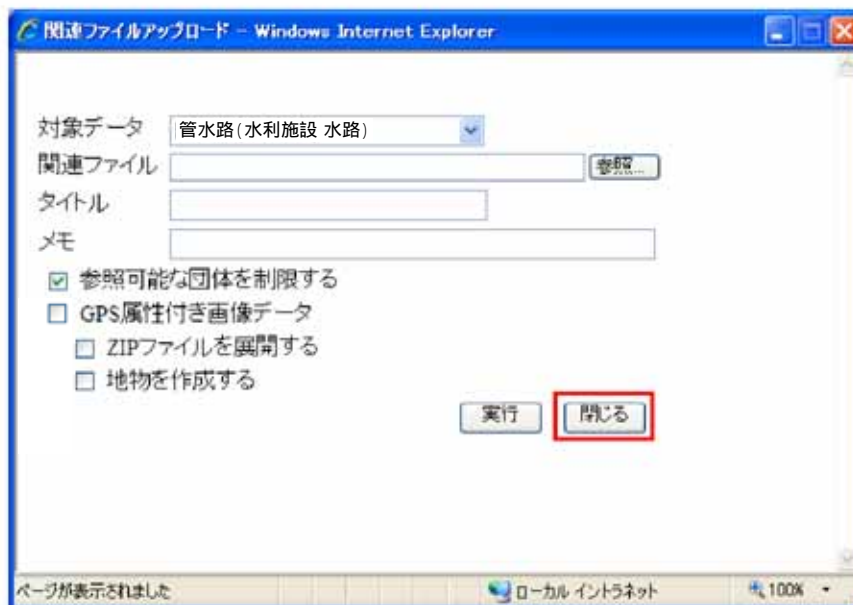 関連ファイルアップロード - Windows Internet Explorer
対象データ 管水路(水利施設 水路)
関連ファイル 参照...
タイトル
メモ
参照可能な団体を制限する
GPS属性付き画像データ
ZIPファイルを展開する
地物を作成する
実行 閉じる
ページが表示されました ローカル イントラネット 100%